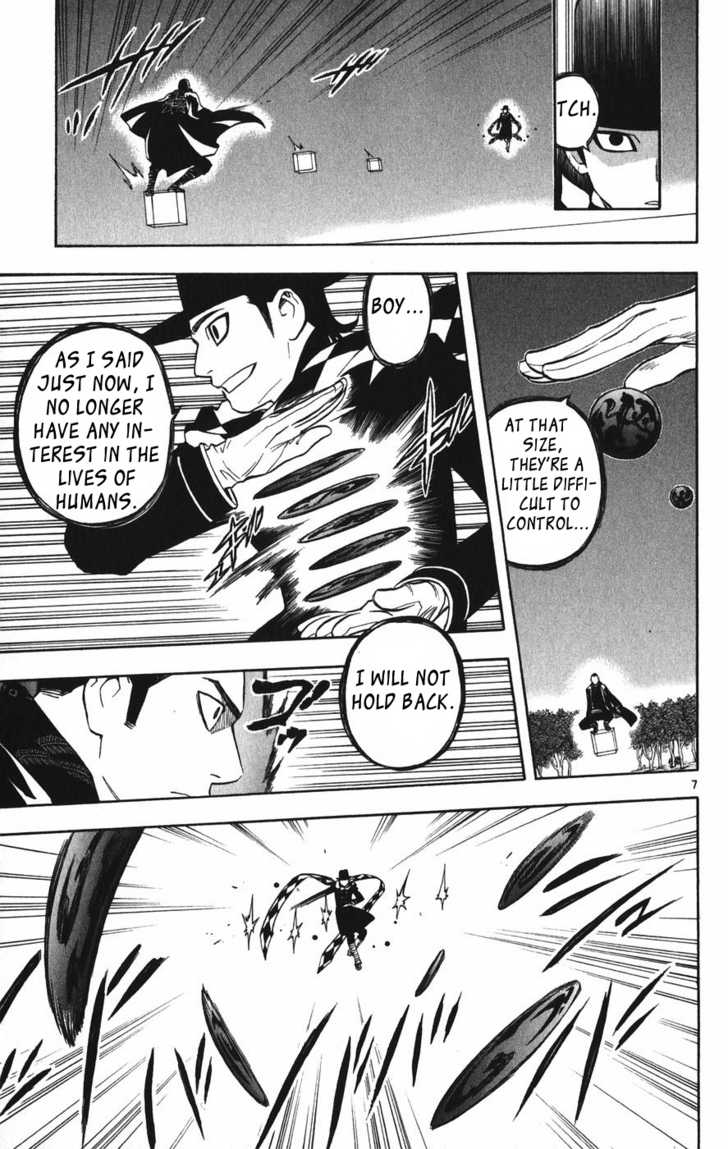 TCH.
AT THAT
SIZE,
THEY'RE A
LITTLE DIFFI-
CULT TO
CONTROL...
BOY...
AS I SAID
JUST NOW, I
NO LONGER
HAVE ANY IN-
TEREST IN THE
LIVES OF
HUMANS.
I WILL NOT
HOLD BACK.
7